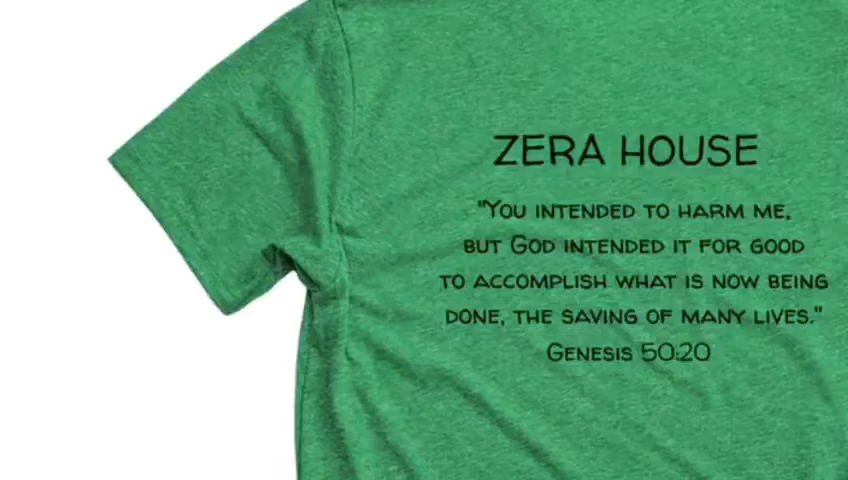 ZERA HOUSE
"You intended to harm me,
but God intended it for good
to accomplish what is now being
done, the saving of many lives."
Genesis 50:20